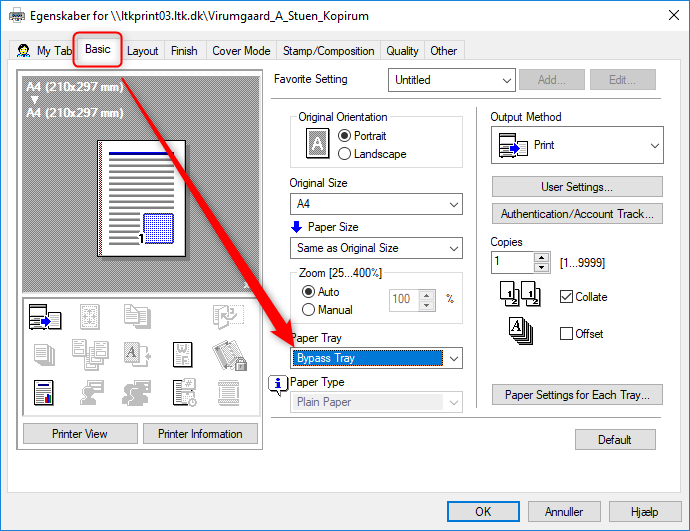 Egenskaber for \\ltkprint03.ltk.dk\Virumgaard_A_Stuen_Kopirum
My Tab Basic Layout Finish Cover Mode Stamp/Composition Quality Other
A4 (210x297 mm)
A4 (210x297 mm)
1
Printer View Printer Information
Favorite Setting Untitled Add... Edit...
Original Orientation
A Portrait
Landscape
Original Size
A4
Paper Size
Same as Original Size
Zoom [25...400%]
Auto
Manual
100 %
Paper Tray
Bypass Tray
Paper Type
Plain Paper
Output Method
Print
User Settings...
Authentication/Account Track...
Copies
1 [1...9999]
Collate
Offset
Paper Settings for Each Tray...
Default
OK Annuller Hjælp